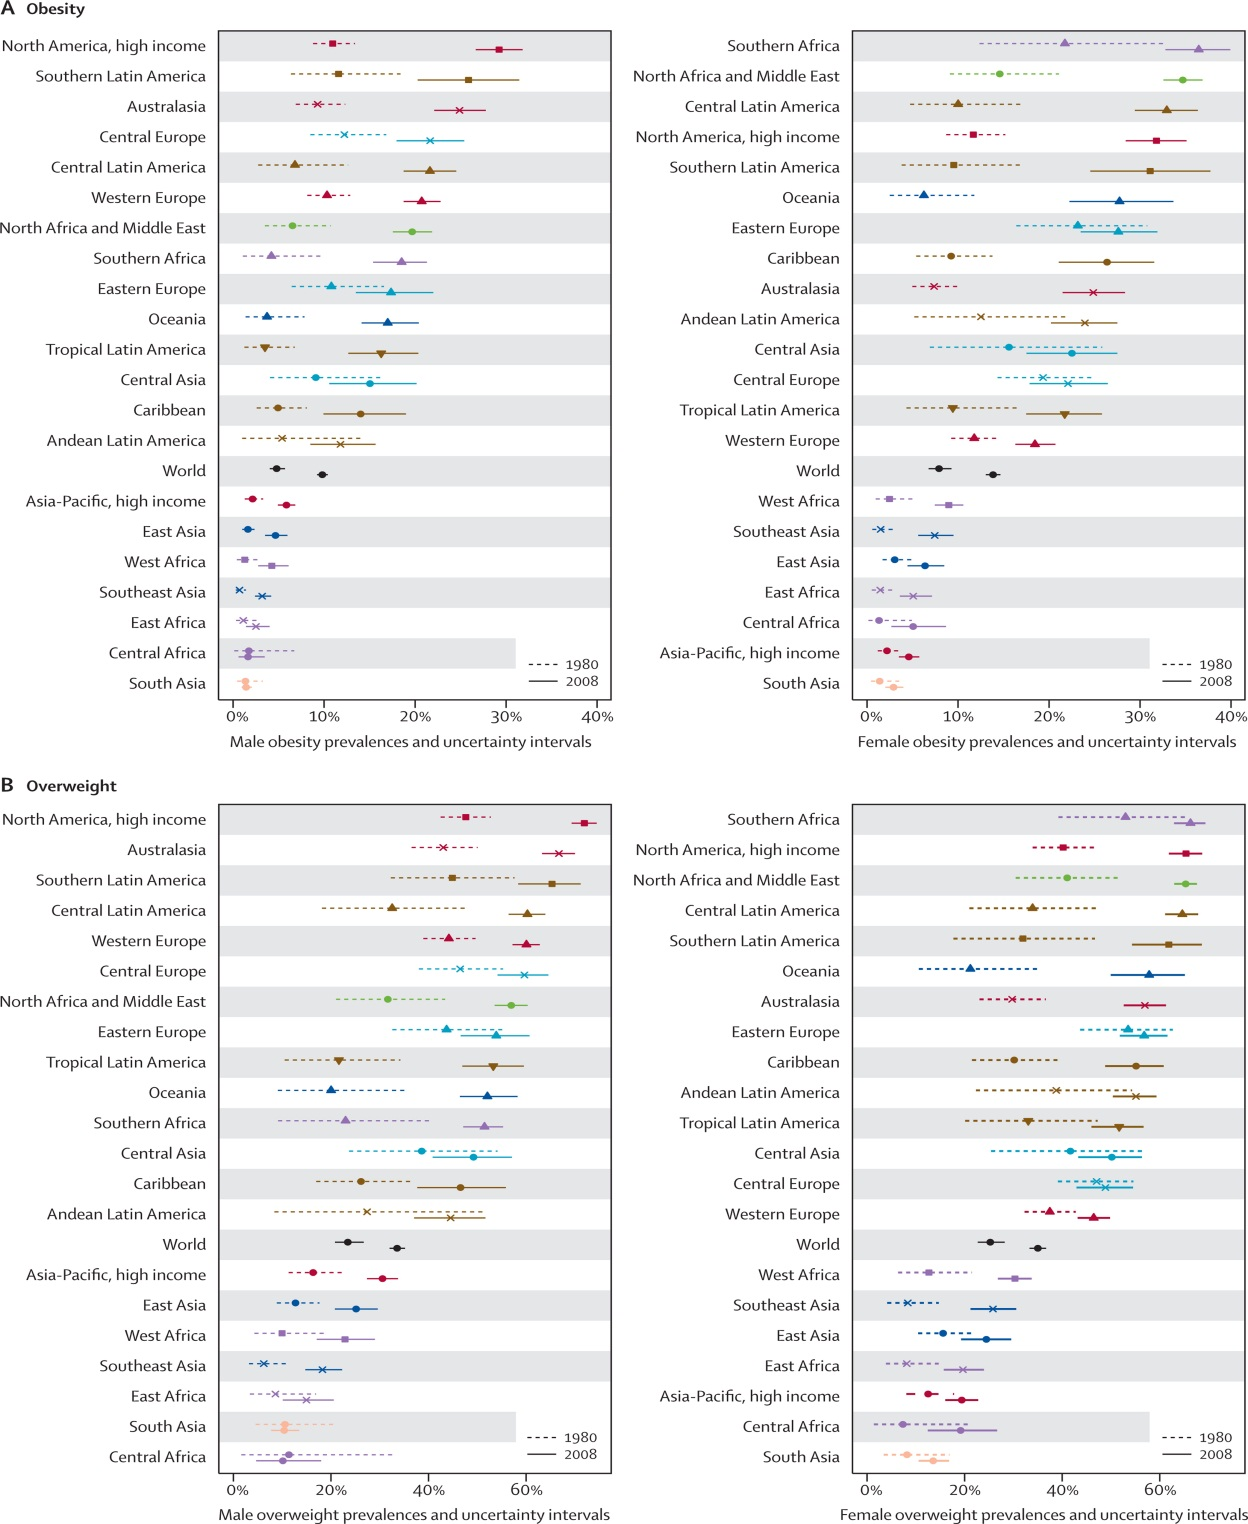 A Obesity
North America, high income
Southern Latin America
Australasia
Central Europe
Central Latin America
Western Europe
North Africa and Middle East
Southern Africa
Eastern Europe
Oceania
Tropical Latin America
Central Asia
Caribbean
Andean Latin America
World
Asia-Pacific, high income
East Asia
West Africa
Southeast Asia
East Africa
Central Africa
South Asia
1980
2008
0% 10% 20% 30% 40%
Male obesity prevalences and uncertainty intervals
Southern Africa
North Africa and Middle East
Central Latin America
North America, high income
Southern Latin America
Oceania
Eastern Europe
Caribbean
Australasia
Andean Latin America
Central Asia
Central Europe
Tropical Latin America
Western Europe
World
West Africa
Southeast Asia
East Asia
East Africa
Central Africa
Asia-Pacific, high income
South Asia
1980
2008
0% 10% 20% 30% 40%
Female obesity prevalences and uncertainty intervals
B Overweight
North America, high income
Australasia
Southern Latin America
Central Latin America
Western Europe
Central Europe
North Africa and Middle East
Eastern Europe
Tropical Latin America
Oceania
Southern Africa
Central Asia
Caribbean
Andean Latin America
World
Asia-Pacific, high income
East Asia
West Africa
Southeast Asia
East Africa
South Asia
Central Africa
1980
2008
0% 20% 40% 60%
Male overweight prevalences and uncertainty intervals
Southern Africa
North America, high income
North Africa and Middle East
Central Latin America
Southern Latin America
Oceania
Australasia
Eastern Europe
Caribbean
Andean Latin America
Tropical Latin America
Central Asia
Central Europe
Western Europe
World
West Africa
Southeast Asia
East Asia
East Africa
Asia-Pacific, high income
Central Africa
South Asia
1980
2008
0% 20% 40% 60%
Female overweight prevalences and uncertainty intervals